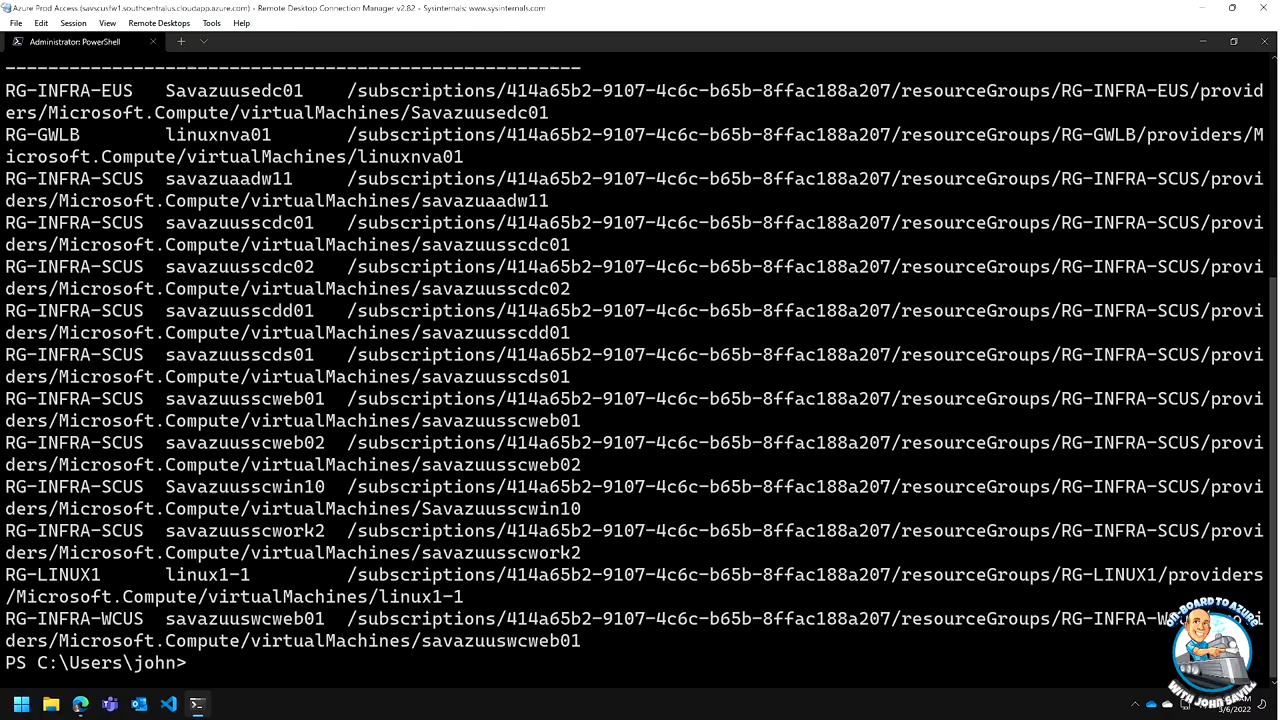 Azure Prod Access (savscusfw1.southcentralus.cloudapp.azure.com) - Remote Desktop Connection Manager v2.82 - Sysinternals: www.sysinternals.com
File Edit Session View Remote Desktops Tools Help
Administrator: PowerShell
------------------------------------------------------
RG-INFRA-EUS Savazuusedc01 /subscriptions/414a65b2-9107-4c6c-b65b-8ffac188a207/resourceGroups/RG-INFRA-EUS/provid
ers/Microsoft.Compute/virtualMachines/Savazuusedc01
RG-GWLB linuxnva01 /subscriptions/414a65b2-9107-4c6c-b65b-8ffac188a207/resourceGroups/RG-GWLB/providers/M
icrosoft.Compute/virtualMachines/linuxnva01
RG-INFRA-SCUS savazuaadw11 /subscriptions/414a65b2-9107-4c6c-b65b-8ffac188a207/resourceGroups/RG-INFRA-SCUS/provi
ders/Microsoft.Compute/virtualMachines/savazuaadw11
RG-INFRA-SCUS savazuusscdc01 /subscriptions/414a65b2-9107-4c6c-b65b-8ffac188a207/resourceGroups/RG-INFRA-SCUS/provi
ders/Microsoft.Compute/virtualMachines/savazuusscdc01
RG-INFRA-SCUS savazuusscdc02 /subscriptions/414a65b2-9107-4c6c-b65b-8ffac188a207/resourceGroups/RG-INFRA-SCUS/provi
ders/Microsoft.Compute/virtualMachines/savazuusscdc02
RG-INFRA-SCUS savazuusscdd01 /subscriptions/414a65b2-9107-4c6c-b65b-8ffac188a207/resourceGroups/RG-INFRA-SCUS/provi
ders/Microsoft.Compute/virtualMachines/savazuusscdd01
RG-INFRA-SCUS savazuusscds01 /subscriptions/414a65b2-9107-4c6c-b65b-8ffac188a207/resourceGroups/RG-INFRA-SCUS/provi
ders/Microsoft.Compute/virtualMachines/savazuusscds01
RG-INFRA-SCUS savazuusscweb01 /subscriptions/414a65b2-9107-4c6c-b65b-8ffac188a207/resourceGroups/RG-INFRA-SCUS/provi
ders/Microsoft.Compute/virtualMachines/savazuusscweb01
RG-INFRA-SCUS savazuusscweb02 /subscriptions/414a65b2-9107-4c6c-b65b-8ffac188a207/resourceGroups/RG-INFRA-SCUS/provi
ders/Microsoft.Compute/virtualMachines/savazuusscweb02
RG-INFRA-SCUS Savazuusscwin10 /subscriptions/414a65b2-9107-4c6c-b65b-8ffac188a207/resourceGroups/RG-INFRA-SCUS/provi
ders/Microsoft.Compute/virtualMachines/Savazuusscwin10
RG-INFRA-SCUS savazuusscwork2 /subscriptions/414a65b2-9107-4c6c-b65b-8ffac188a207/resourceGroups/RG-INFRA-SCUS/provi
ders/Microsoft.Compute/virtualMachines/savazuusscwork2
RG-LINUX1 linux1-1 /subscriptions/414a65b2-9107-4c6c-b65b-8ffac188a207/resourceGroups/RG-LINUX1/providers
/Microsoft.Compute/virtualMachines/linux1-1
RG-INFRA-WCUS savazuuswcweb01 /subscriptions/414a65b2-9107-4c6c-b65b-8ffac188a207/resourceGroups/RG-INFRA-
ders/Microsoft.Compute/virtualMachines/savazuuswcweb01
PS C:\Users\john>
ON-BOARD TO AZURE
WITH JOHN SAVILL
3/6/2022